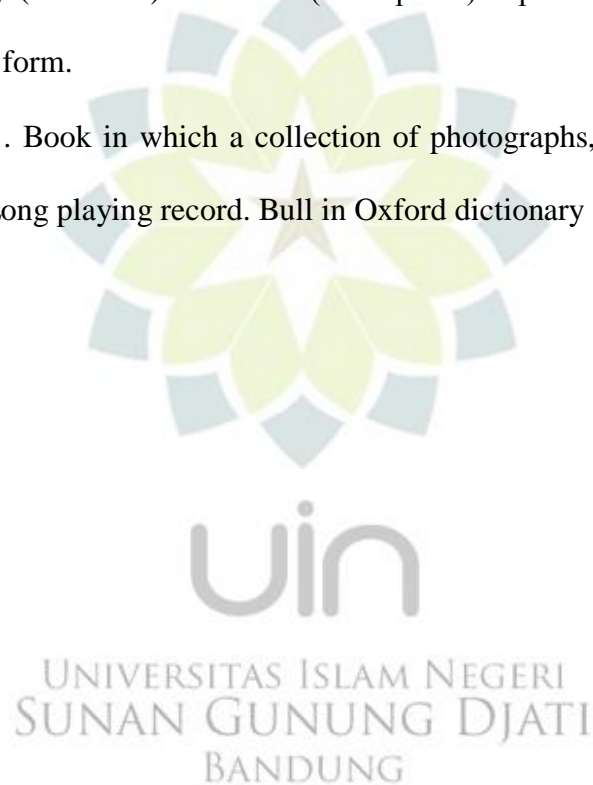 form.
. Book in which a collection of photographs,
ong playing record. Bull in Oxford dictionary
uin
UNIVERSITAS ISLAM NEGERI
SUNAN GUNUNG DJATI
BANDUNG